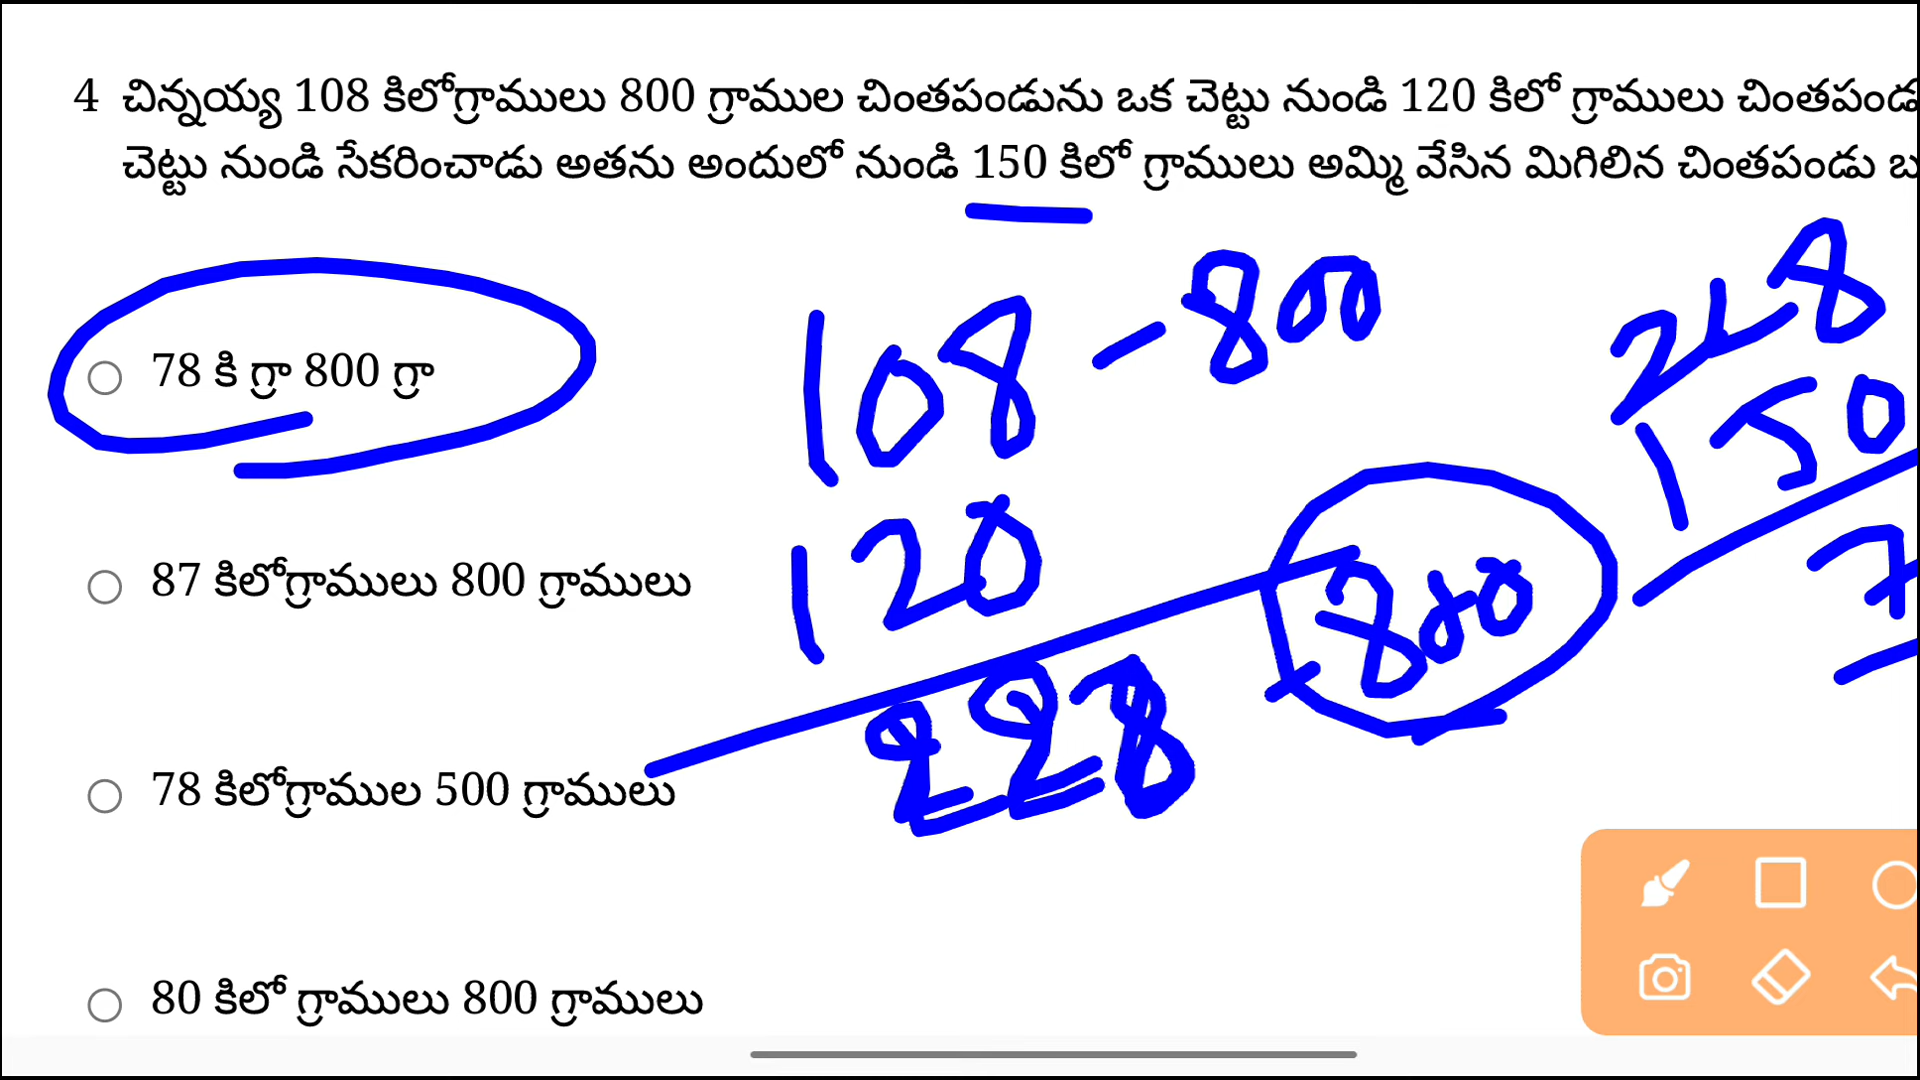 4 చిన్నయ్య 108 కిలోగ్రాములు 800 గ్రాముల చింతపండును ఒక చెట్టు నుండి 120 కిలో గ్రాములు
చెట్టు నుండి సేకరించాడు అతను అందులో నుండి 150 కిలో గ్రాములు అమ్మి వేసిన మిగిలిన చింతపండు
108 - 800
120
228 - 800
228
150
7
78 కి గ్రా 800 గ్రా
87 కిలోగ్రాములు 800 గ్రాములు
78 కిలోగ్రాముల 500 గ్రాములు
80 కిలో గ్రాములు 800 గ్రాములు